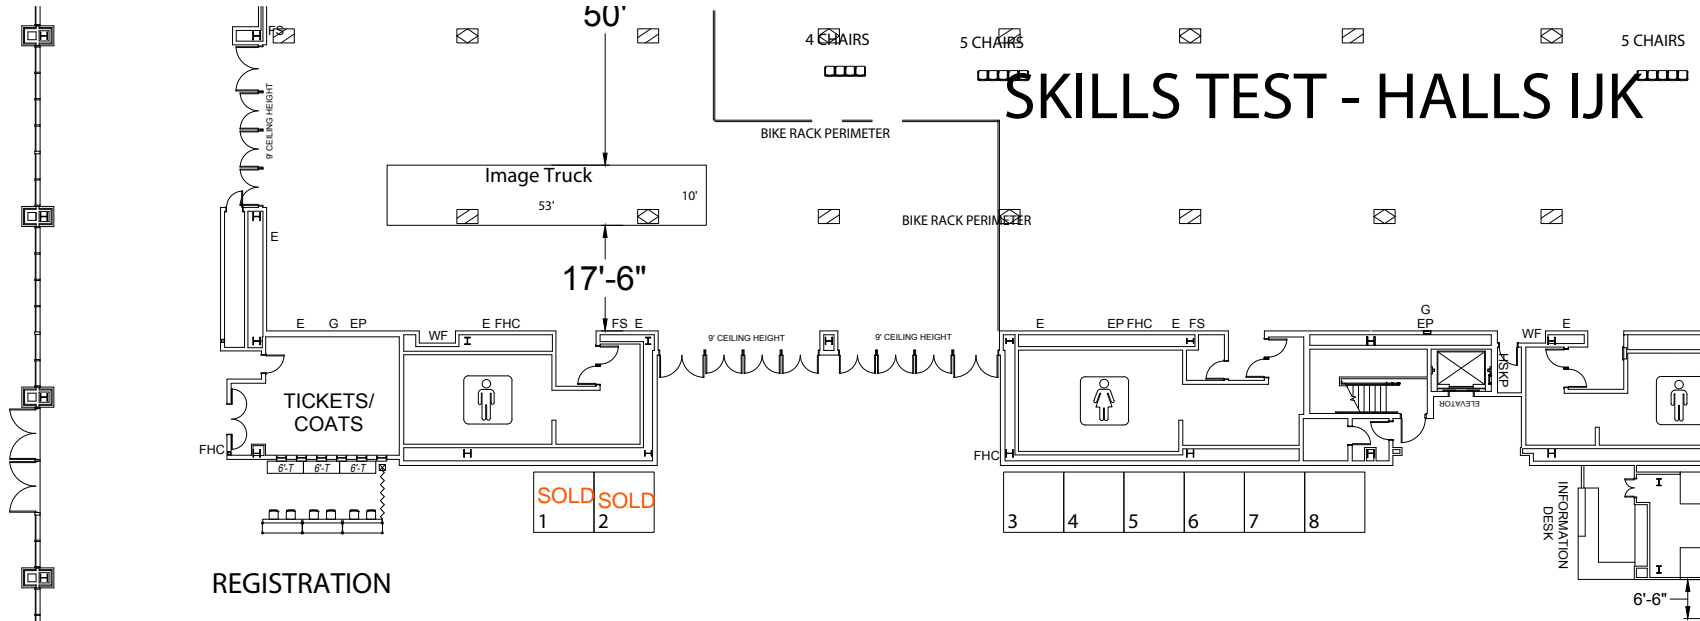 50'
FS
4 CHAIRS
5 CHAIRS
5 CHAIRS
SKILLS TEST - HALLS IJK
9' CEILING HEIGHT
BIKE RACK PERIMETER
Image Truck
53'
10'
BIKE RACK PERIMETER
E
17'-6"
E G EP
WF
E FHC
FS E
9' CEILING HEIGHT
9' CEILING HEIGHT
E
EP FHC
E FS
G
EP
WF
E
HSKP
ELEVATOR
TICKETS/
COATS
FHC
FHC
6'-T 6'-T 6'-T
SOLD
1
SOLD
2
3
4
5
6
7
8
INFORMATION
DESK
REGISTRATION
6'-6"